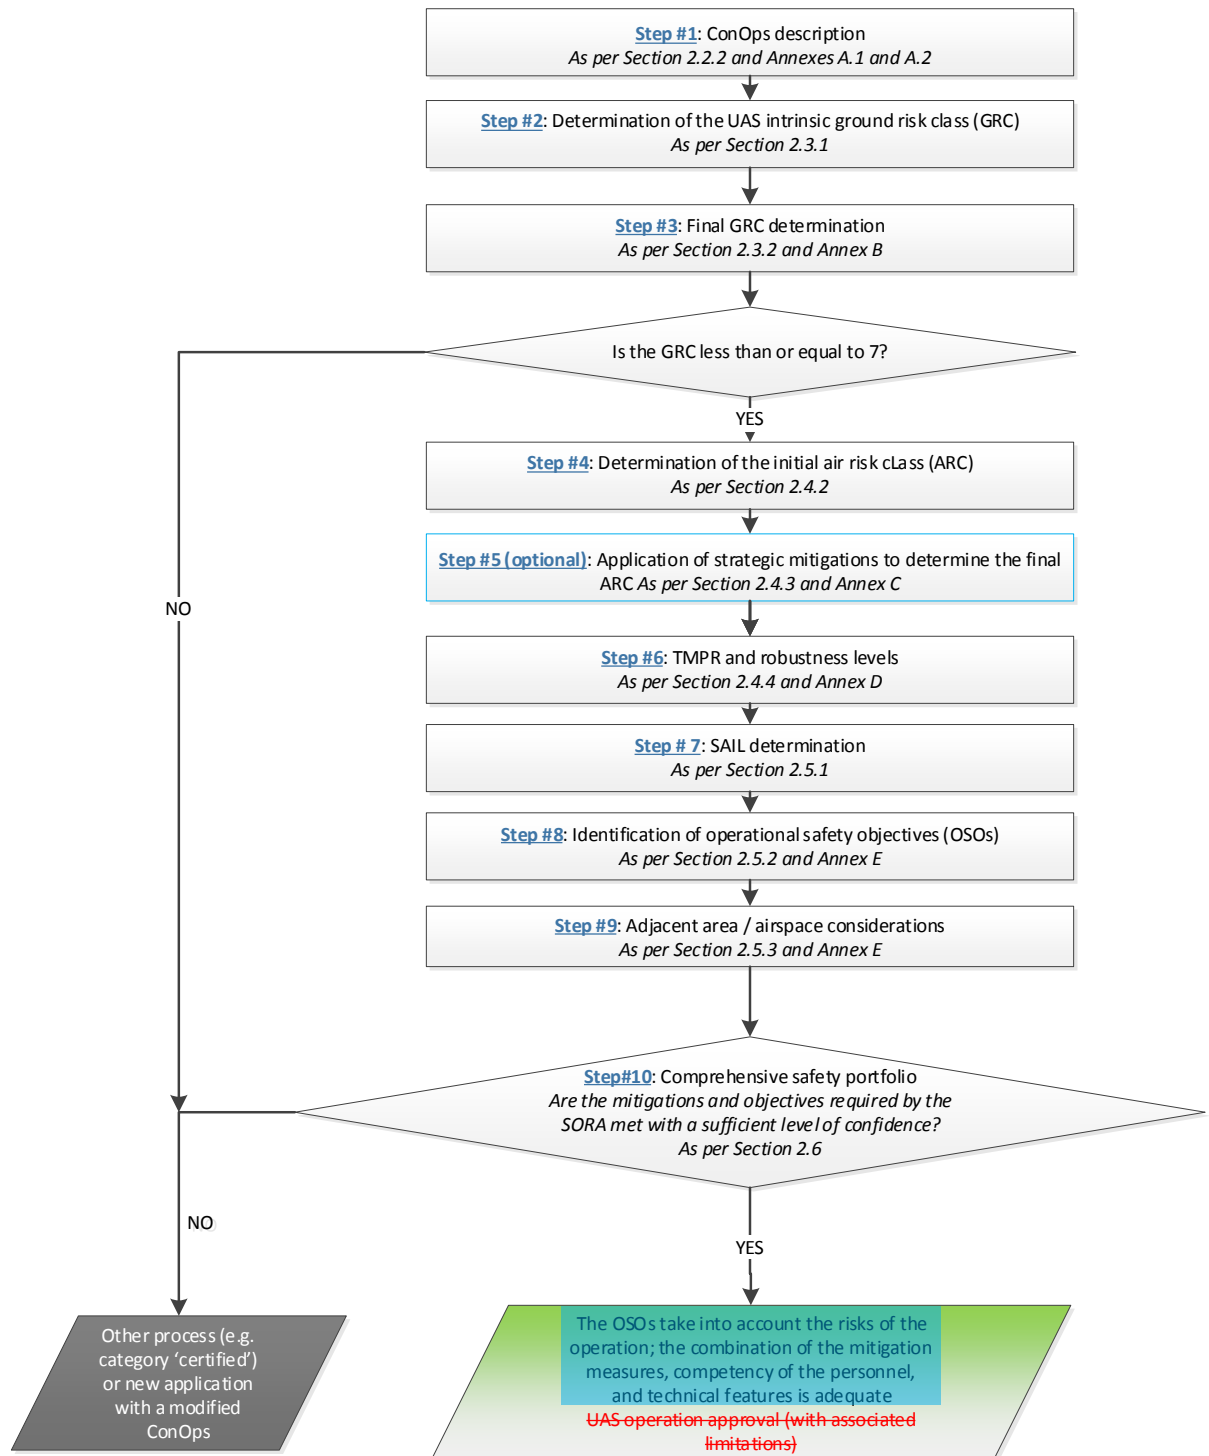 Step #1: ConOps description
As per Section 2.2.2 and Annexes A.1 and A.2
Step #2: Determination of the UAS intrinsic ground risk class (GRC)
As per Section 2.3.1
Step #3: Final GRC determination
As per Section 2.3.2 and Annex B
Is the GRC less than or equal to 7?
YES
Step #4: Determination of the initial air risk cLass (ARC)
As per Section 2.4.2
Step #5 (optional): Application of strategic mitigations to determine the final
ARC As per Section 2.4.3 and Annex C
NO
Step #6: TMPR and robustness levels
As per Section 2.4.4 and Annex D
Step # 7: SAIL determination
As per Section 2.5.1
Step #8: Identification of operational safety objectives (OSOs)
As per Section 2.5.2 and Annex E
Step #9: Adjacent area / airspace considerations
As per Section 2.5.3 and Annex E
Step#10: Comprehensive safety portfolio
Are the mitigations and objectives required by the
SORA met with a sufficient level of confidence?
As per Section 2.6
NO
YES
Other process (e.g.
category ‘certified’)
or new application
with a modified
ConOps
The OSOs take into account the risks of the
operation; the combination of the mitigation
measures, competency of the personnel,
and technical features is adequate
UAS operation approval (with associated
limitations)